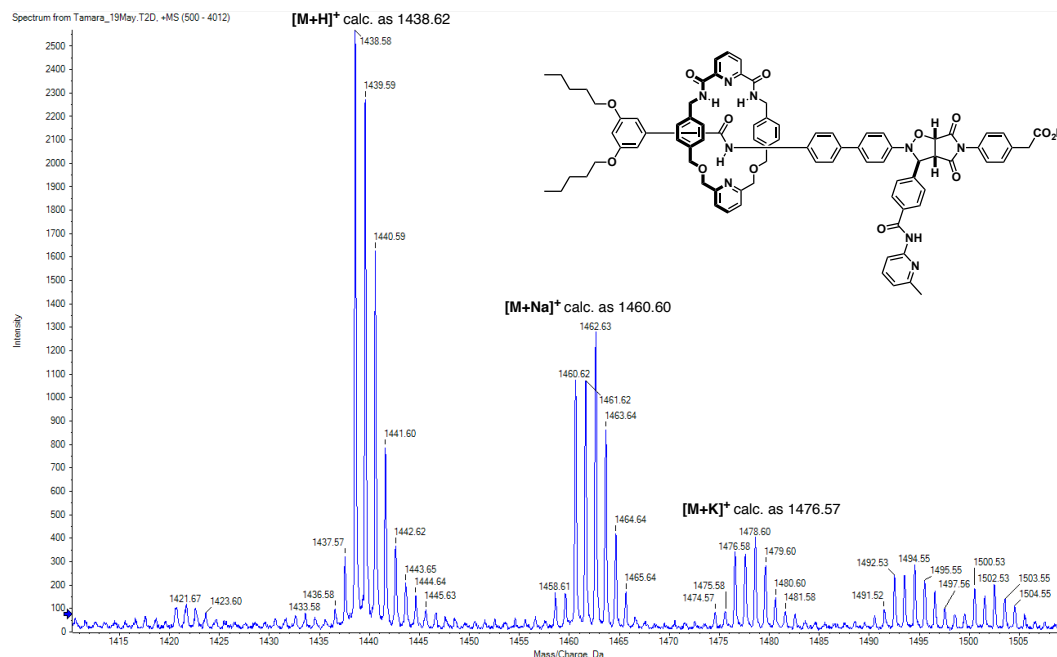 Spectrum from Tamara_19May.T2D, +MS (500 - 4012)
[M+H]+ calc. as 1438.62
1438.58
1439.59
1440.59
1441.60
1442.62
1443.65
1444.64
1445.63
1437.57
1436.58
1433.58
1423.60
1421.67
[M+Na]+ calc. as 1460.60
1462.63
1460.62
1461.62
1463.64
1464.64
1465.64
1458.61
[M+K]+ calc. as 1476.57
1478.60
1476.58
1479.60
1475.58
1474.57
1480.60
1481.58
1492.53
1494.55
1495.55
1491.52
1497.56
1500.53
1502.53
1503.55
1504.55
O N O
N H H N
O
O
O
N
H
O O
N
O H O
N N
H O
CO2
O NH
N
Intensity
2500
2400
2300
2200
2100
2000
1900
1800
1700
1600
1500
1400
1300
1200
1100
1000
900
800
700
600
500
400
300
200
100
0
1415 1420 1425 1430 1435 1440 1445 1450 1455 1460 1465 1470 1475 1480 1485 1490 1495 1500 1505
Mass/Charge, Da